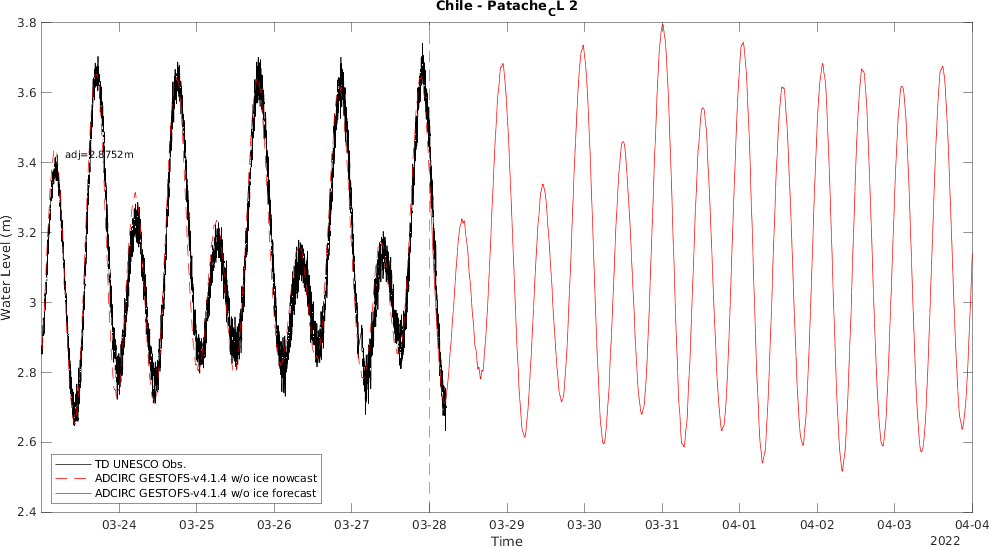 Chile - Patache_CL 2
3.8
3.6
3.4
3.2
3
2.8
2.6
2.4
Water Level (m)
adj=2.8752m
TD UNESCO Obs.
ADCIRC GESTOFS-v4.1.4 w/o ice nowcast
ADCIRC GESTOFS-v4.1.4 w/o ice forecast
03-24 03-25 03-26 03-27 03-28 03-29 03-30 03-31 04-01 04-02 04-03 04-04
Time
2022